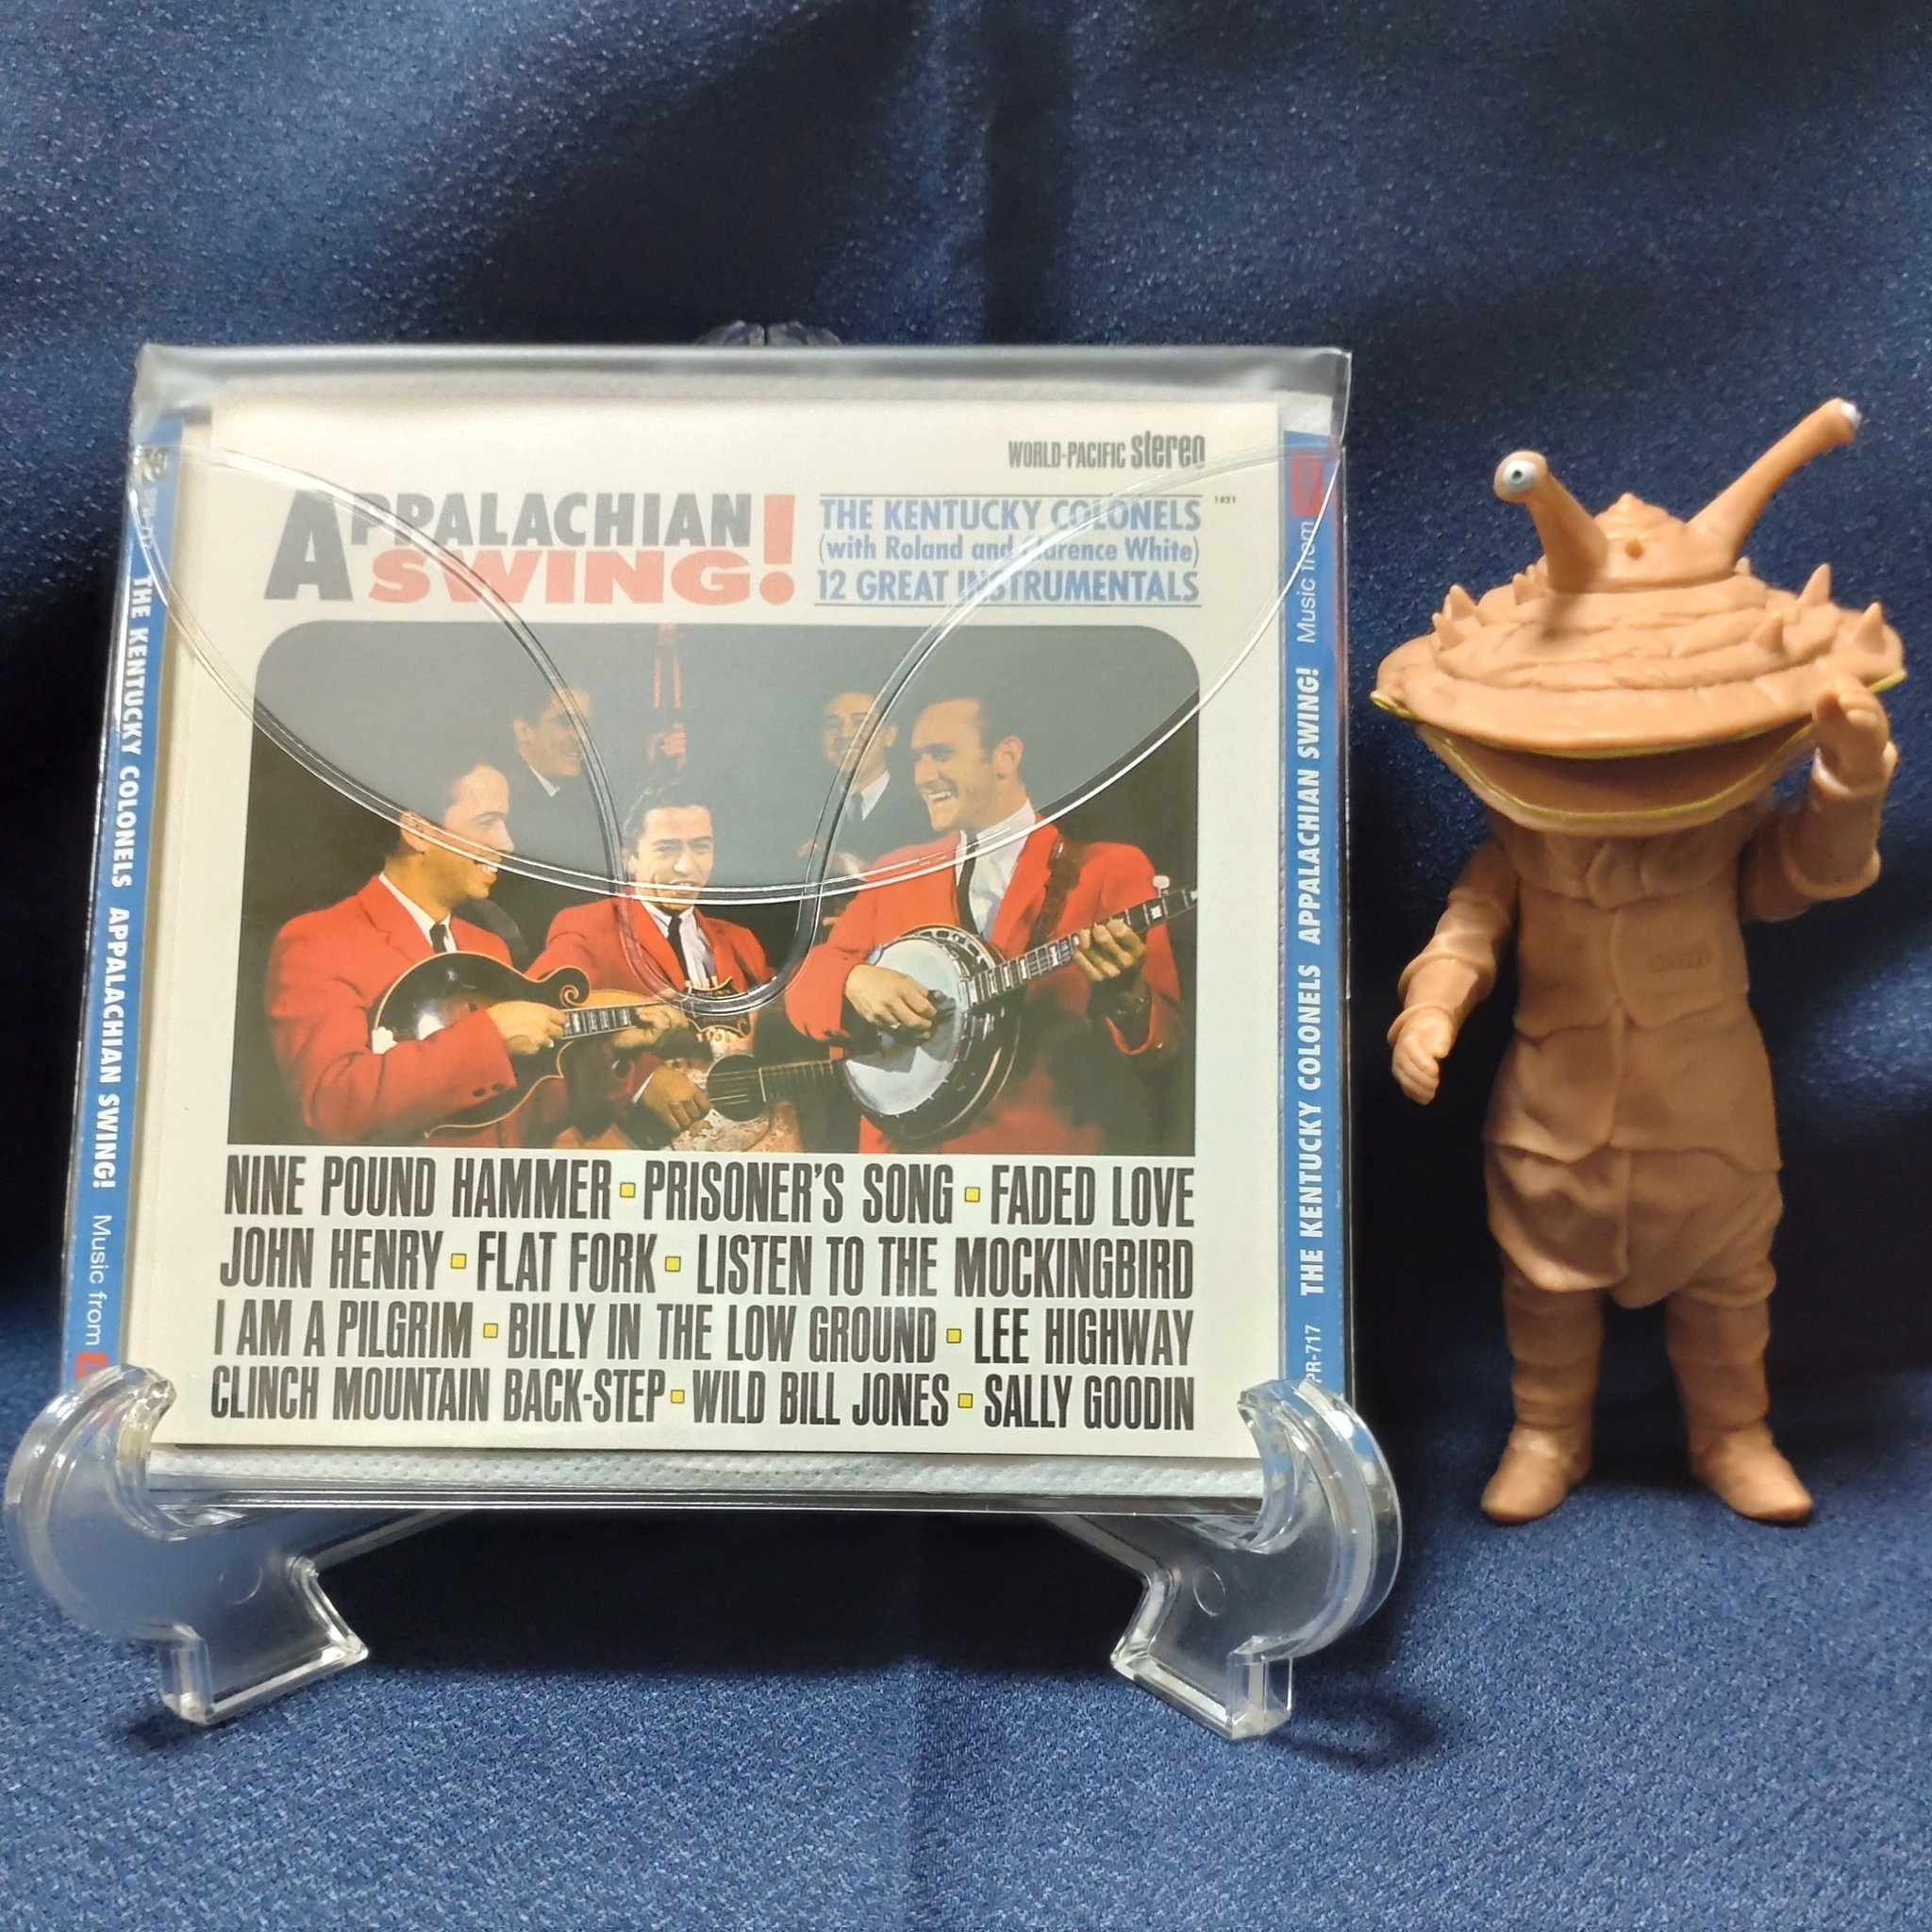 WORLD-PACIFIC stereo
1821
APPALACHIAN
SWING!
THE KENTUCKY COLONELS
(with Roland and Clarence White)
12 GREAT INSTRUMENTALS
NINE POUND HAMMER ▪ PRISONER'S SONG ▪ FADED LOVE
JOHN HENRY ▪ FLAT FORK ▪ LISTEN TO THE MOCKINGBIRD
I AM A PILGRIM ▪ BILLY IN THE LOW GROUND ▪ LEE HIGHWAY
CLINCH MOUNTAIN BACK-STEP ▪ WILD BILL JONES ▪ SALLY GOODIN
THE KENTUCKY COLONELS APPALACHIAN SWING! Music from
PR-717 THE KENTUCKY COLONELS APPALACHIAN SWING! Music from